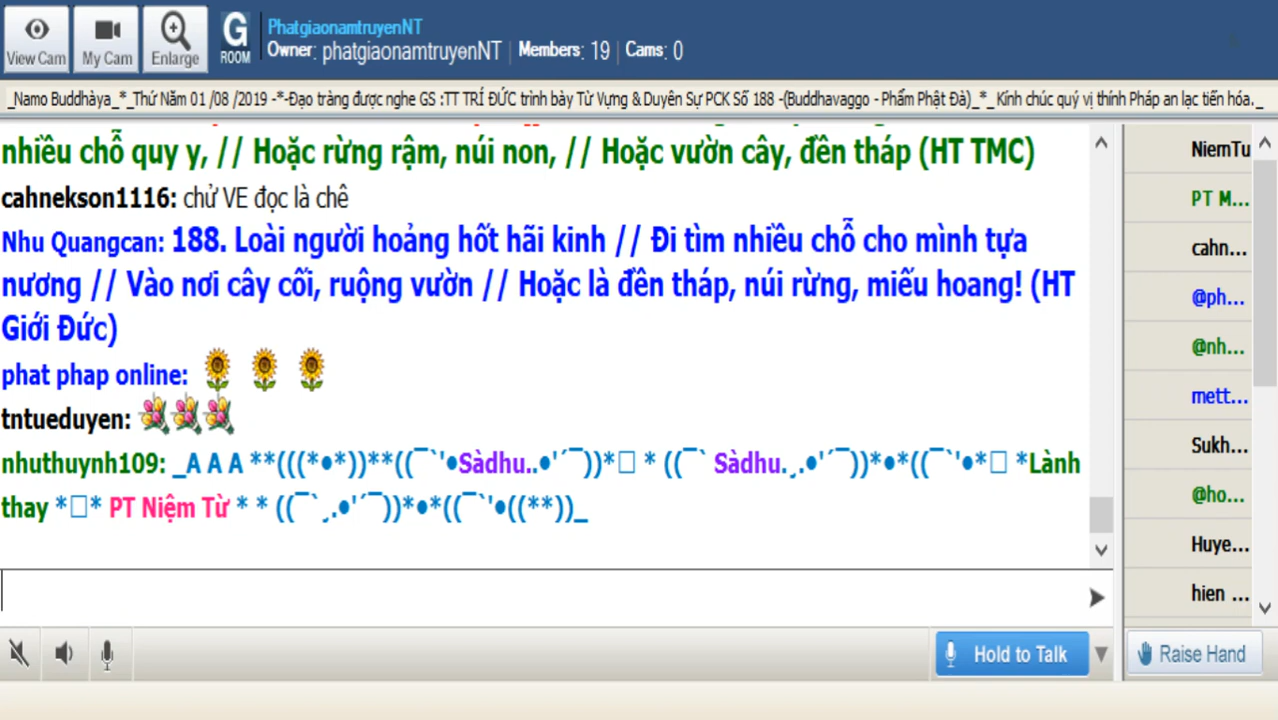 View Cam
My Cam
Enlarge
G
ROOM
PhatgiaonamtruyenNT
Owner: phatgiaonamtruyenNT | Members: 19 | Cams: 0
_Namo Buddhàya_*_Thứ Năm 01 /08 /2019 -*-Đạo tràng được nghe GS :TT TRÍ ĐỨC trình bày Từ Vựng & Duyên Sự PCK Số 188 -(Buddhavaggo - Phẩm Phật Đà)_*_ Kính chúc quý vị thính Pháp an lạc tiến hóa._
nhiều chỗ quy y, // Hoặc rừng rậm, núi non, // Hoặc vườn cây, đền tháp (HT TMC)
cahnekson1116: chử VE đọc là chê
Nhu Quangcan: 188. Loài người hoảng hốt hãi kinh // Đi tìm nhiều chỗ cho mình tựa
nương // Vào nơi cây cối, ruộng vườn // Hoặc là đền tháp, núi rừng, miếu hoang! (HT
Giới Đức)
phat phap online:
tntueduyen:
nhuthuynh109: _A A A **(((*•*))**((¯`'•Sàdhu..•'´¯))*□ * ((¯` Sàdhu.¸.•'´¯))*•*((¯`'•*□ *Lành
thay *□* PT Niệm Từ * * ((¯`¸.•'´¯))*•*((¯`'•((**))_
NiemTu
PT M...
cahn...
@ph...
@nh...
mett...
Sukh...
@ho...
Huye...
hien ...
Hold to Talk
Raise Hand